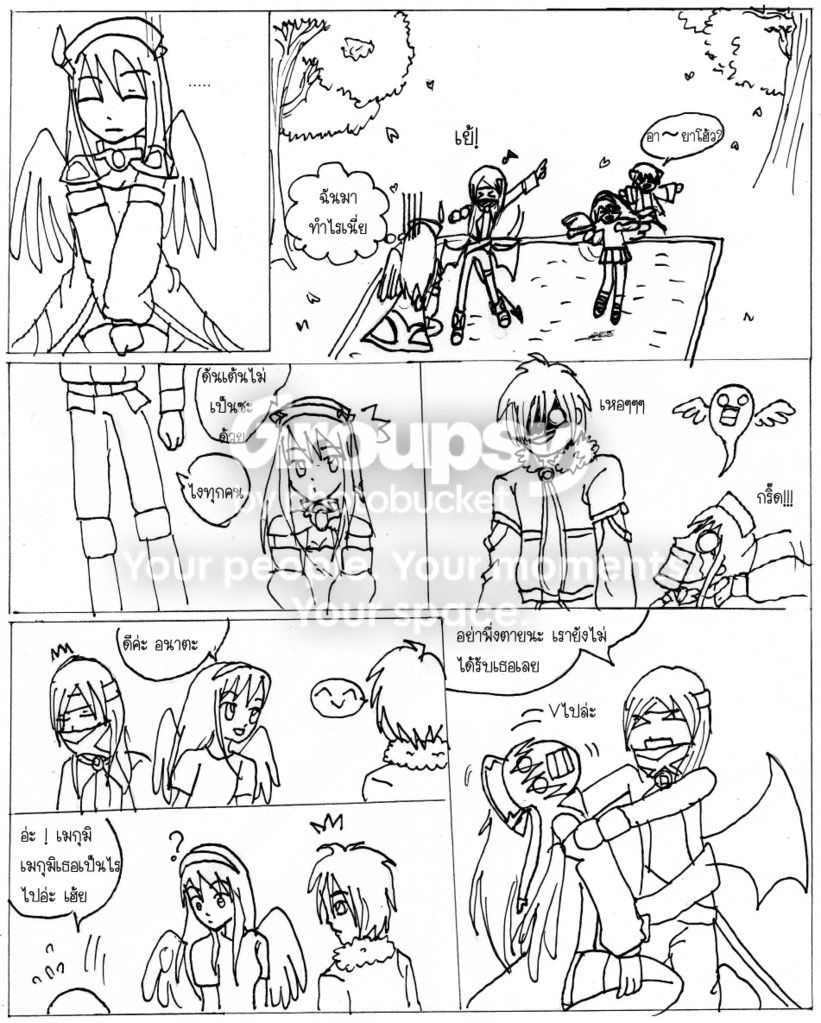 .....
เย้!
อา ~ ยาโฮ้ว?
ฉันมา
ทำไรเนี่ย
ดันเต้นไม่
เป็นซะ
ด้วย
ไงทุกคน
เหอๆๆๆ
กรี๊ด!!!
Groupsy
by photobucket
Your people. Your moments.
Your space.
ดีค่ะ อนาตะ
อย่าพึ่งตายนะ เรายังไม่
ได้รับเธอเลย
Vไปล่ะ
อ่ะ ! เมกุมิ
เมกุมิเธอเป็นไร
ไปอ่ะ เฮ้ย
?